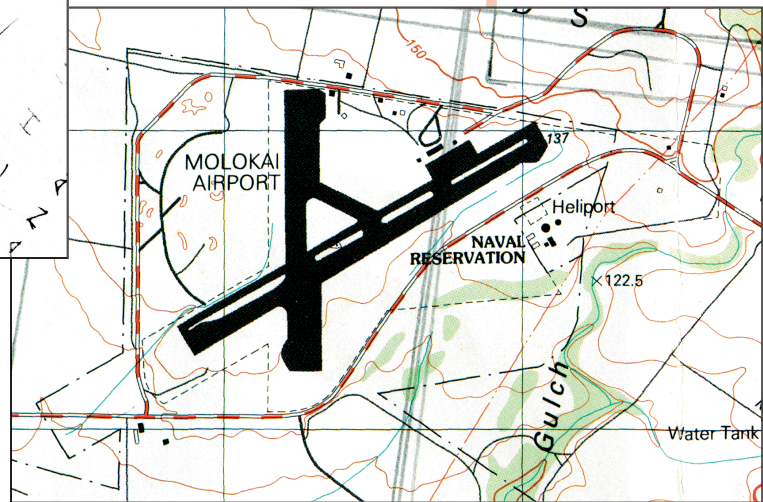 150
137
MOLOKAI
AIRPORT
Heliport
NAVAL
RESERVATION
122.5
Gulch
Water Tank